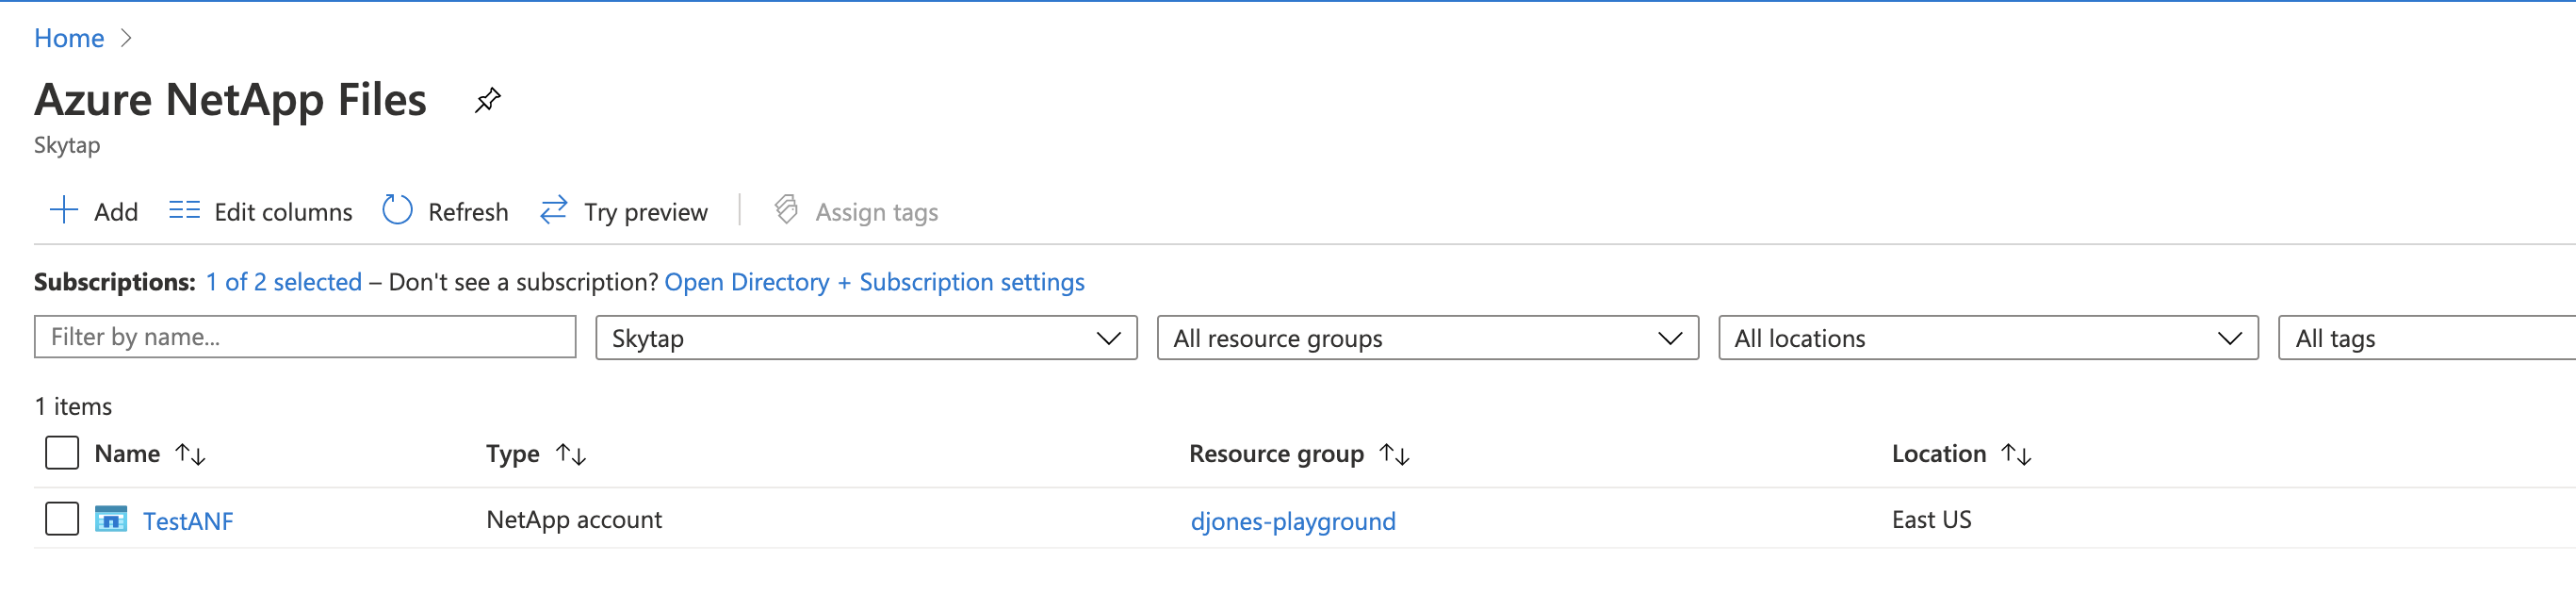 Home
Azure NetApp Files
Skytap
Add Edit columns Refresh Try preview Assign tags
Subscriptions: 1 of 2 selected – Don't see a subscription? Open Directory + Subscription settings
Filter by name... Skytap All resource groups All locations All tags
1 items
Name Type Resource group Location
TestANF NetApp account djones-playground East US